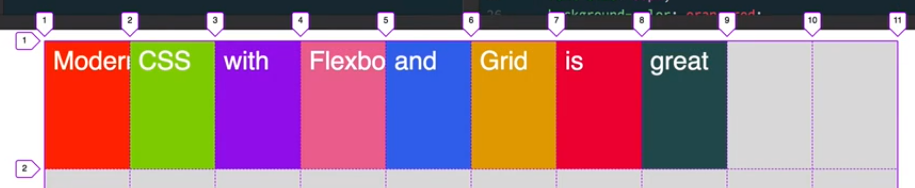 1 2 3 4 5 6 7 8 9 10 11
1
Modern CSS with Flexbo and Grid is great
2